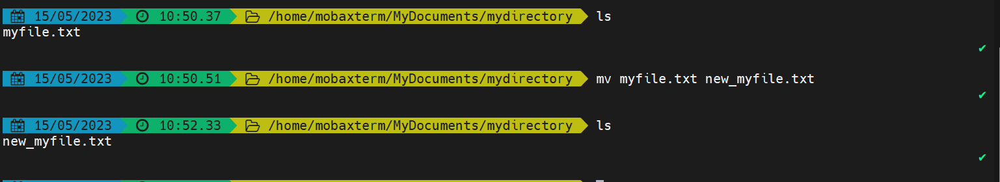 15/05/2023 10:50.37 /home/mobaxterm/MyDocuments/mydirectory ls
myfile.txt
✔
15/05/2023 10:50.51 /home/mobaxterm/MyDocuments/mydirectory mv myfile.txt new_myfile.txt
✔
15/05/2023 10:52.33 /home/mobaxterm/MyDocuments/mydirectory ls
new_myfile.txt
✔